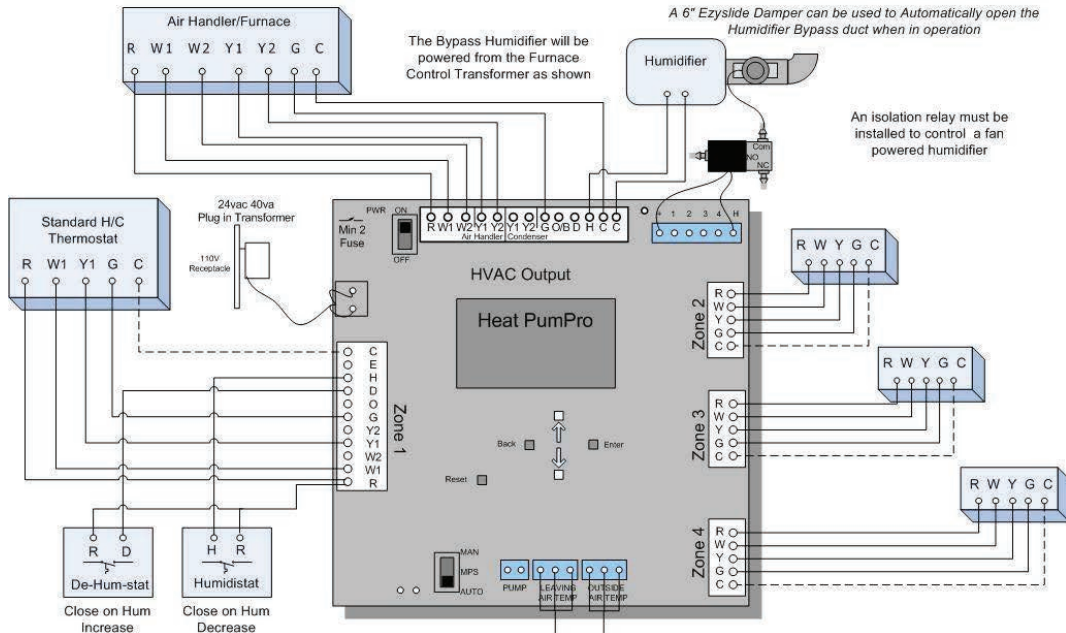 Air Handler/Furnace
R W1 W2 Y1 Y2 G C
The Bypass Humidifier will be
powered from the Furnace
Control Transformer as shown
A 6" Ezyslide Damper can be used to Automatically open the
Humidifier Bypass duct when in operation
Humidifier
An isolation relay must be
installed to control a fan
powered humidifier
Com
NO
NC
24vac 40va
Plug in Transformer
110V
Receptacle
Standard H/C
Thermostat
R W1 Y1 G C
PWR
ON
OFF
Min 2
Fuse
R W1 W2 Y1 Y2 Y1 Y2 G O/B D H C C
Air Handler Condenser
+ 1 2 3 4 H
HVAC Output
Heat PumPro
Zone 1
C
E
H
D
O
G
Y2
Y1
W2
W1
R
Back
Enter
Reset
Zone 2
R
W
Y
G
C
R W Y G C
Zone 3
R
W
Y
G
C
R W Y G C
Zone 4
R
W
Y
G
C
R W Y G C
R D
De-Hum-stat
Close on Hum
Increase
H R
Humidistat
Close on Hum
Decrease
MAN
MPS
AUTO
PUMP
LEAVING
AIR TEMP
OUTSIDE
AIR TEMP